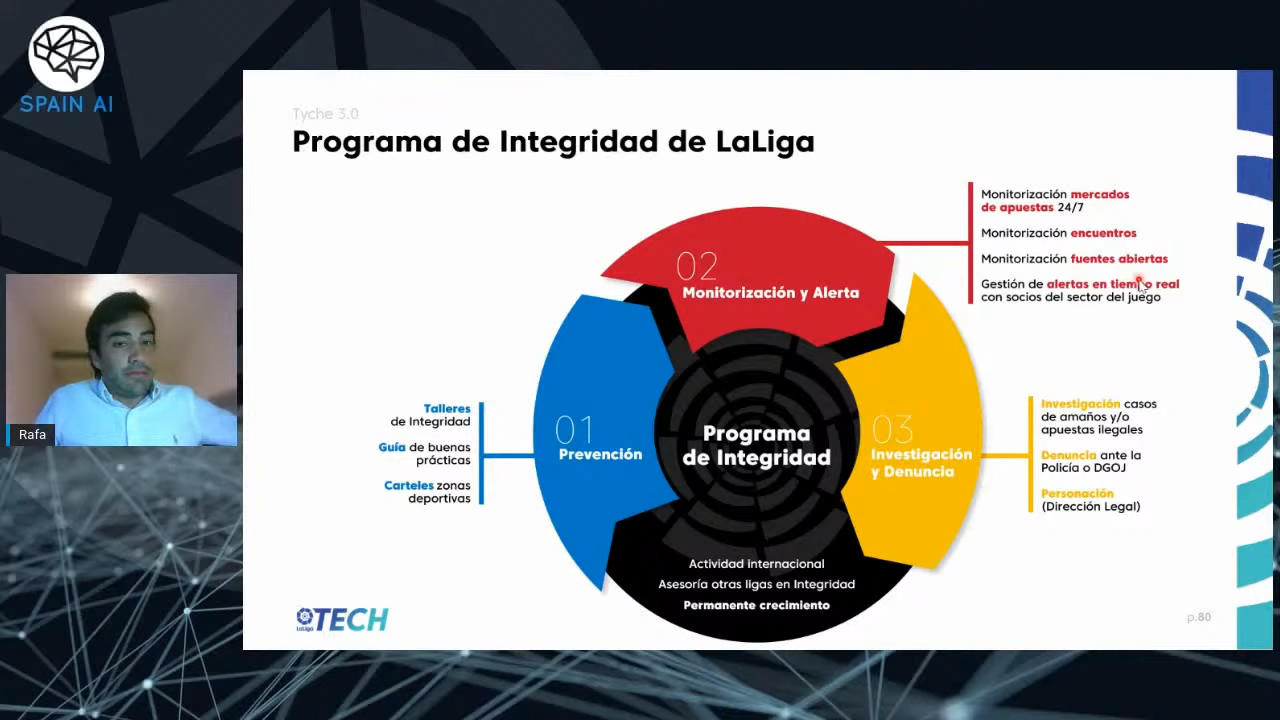 SPAIN AI
Tyche 3.0
Programa de Integridad de LaLiga
Monitorización mercados
de apuestas 24/7
Monitorización encuentros
Monitorización fuentes abiertas
Gestión de alertas en tiempo real
con socios del sector del juego
02
Monitorización y Alerta
Talleres
de Integridad
Guía de buenas
prácticas
Carteles zonas
deportivas
01
Prevención
Programa
de Integridad
03
Investigación
y Denuncia
Investigación casos
de amaños y/o
apuestas ilegales
Denuncia ante la
Policía o DGOJ
Personación
(Dirección Legal)
Actividad internacional
Asesoría otras ligas en Integridad
Permanente crecimiento
LaLiga TECH
p.80
Rafa